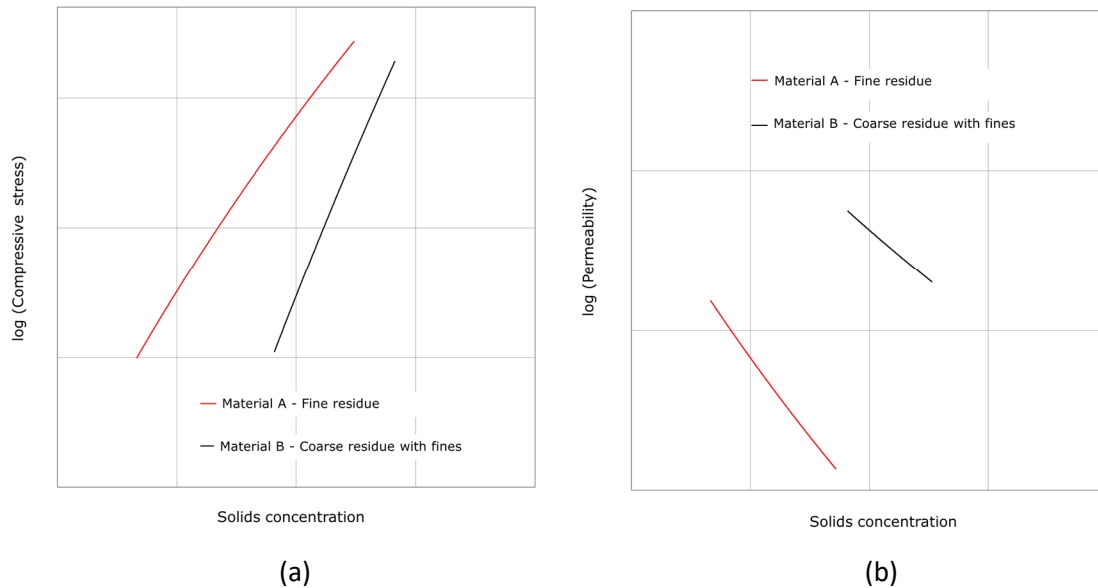 log (Compressive stress)
Material A - Fine residue
Material B - Coarse residue with fines
Solids concentration
(a)
log (Permeability)
Material A - Fine residue
Material B - Coarse residue with fines
Solids concentration
(b)